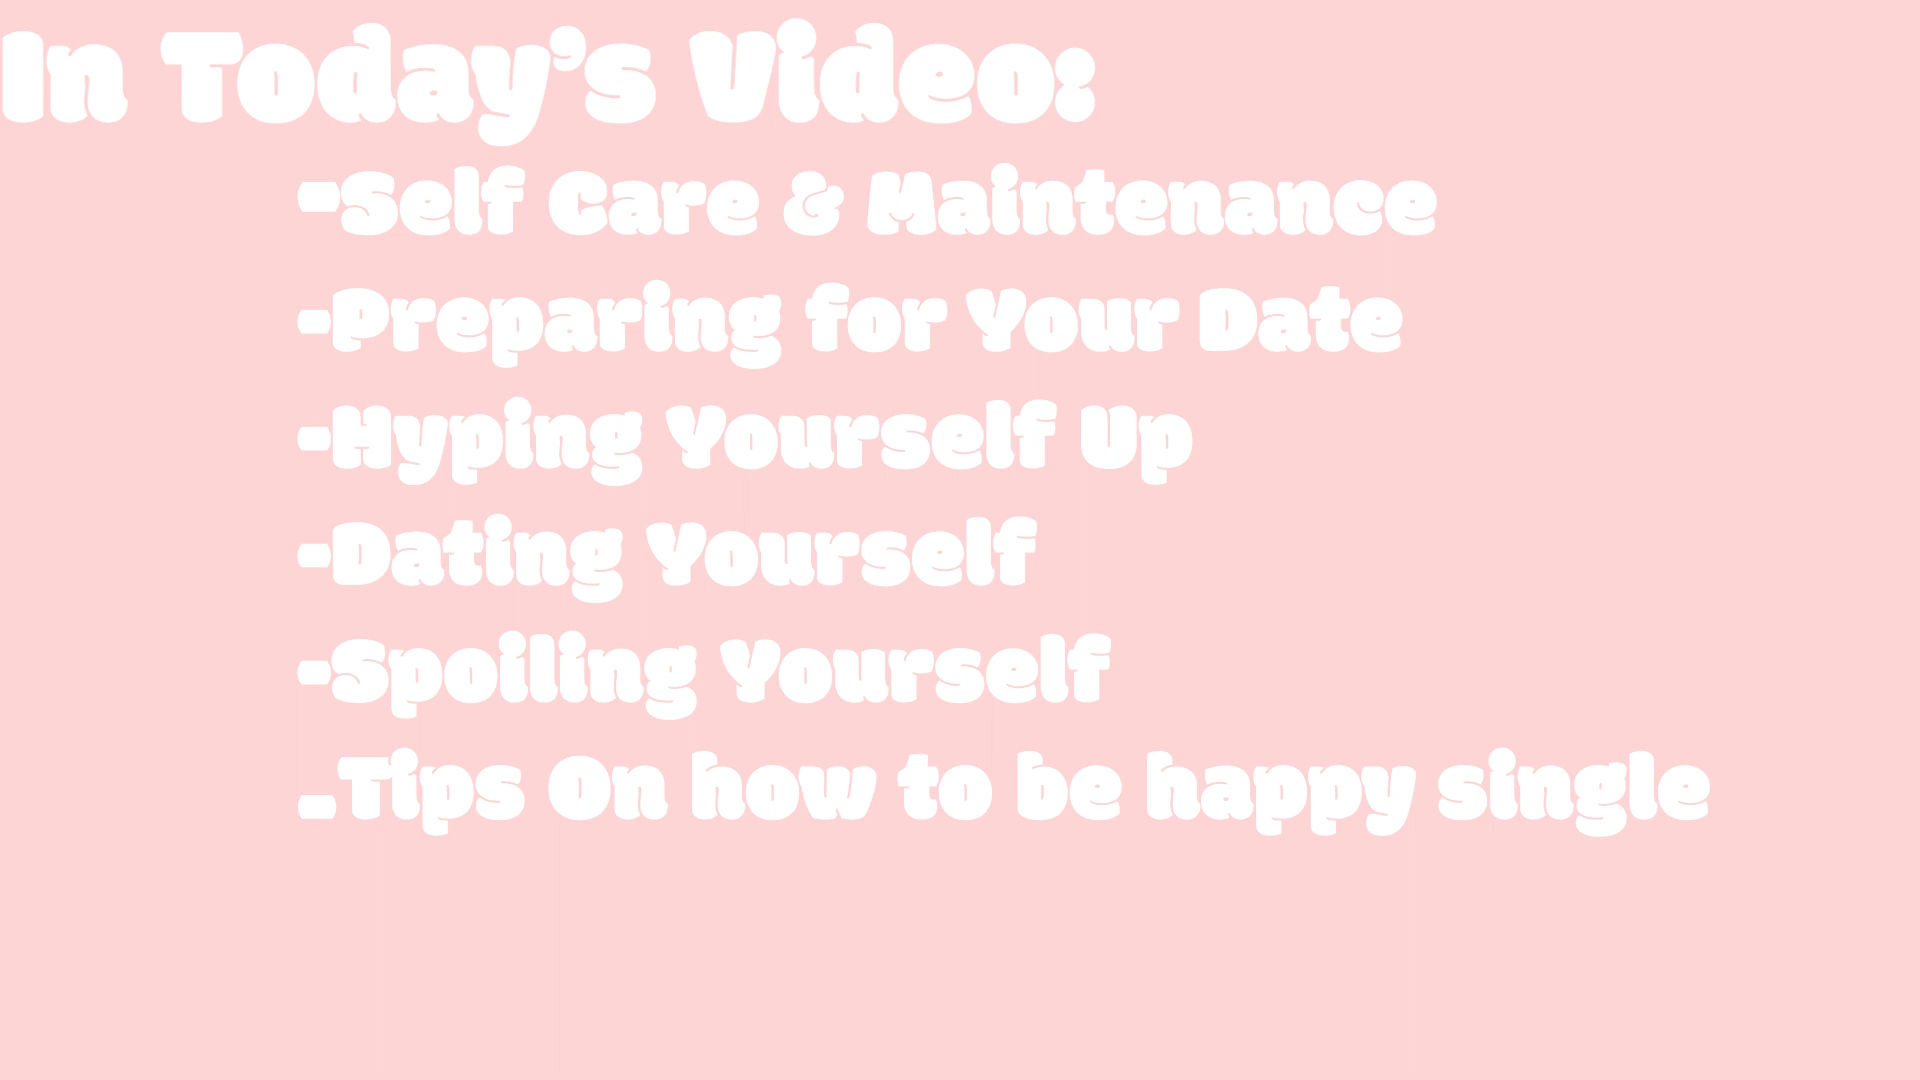 In Today's Video:
-Self Care & Maintenance
-Preparing for Your Date
-Hyping Yourself Up
-Dating Yourself
-Spoiling Yourself
_Tips On how to be happy single